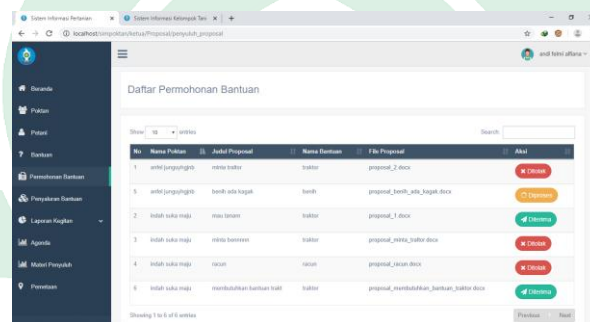 Sistem Informasi Pertanian
Sistem Informasi Kelompok Tani
localhost/simpoktan/ketua/Proposal/penyuluh_proposal
andi fahmi alfiana
Beranda
Poktan
Petani
Bantuan
Permohonan Bantuan
Penyaluran Bantuan
Laporan Kegiatan
Agenda
Materi Penyuluh
Pemetaan
Daftar Permohonan Bantuan
Show 10 entries
Search:
No Nama Poktan Judul Proposal Nama Bantuan File Proposal Aksi
1 minta traktor traktor proposal_2.docx Ditolak
5 benih ada kagak benih proposal_benih_ada_kagak.docx Diproses
2 indah suka maju mau tanam traktor proposal_1.docx Diterima
3 indah suka maju minta traktor proposal_minta_traktor.docx Ditolak
4 indah suka maju racun racun proposal_racun.docx Ditolak
6 indah suka maju membutuhkan bantuan trakt traktor proposal_membutuhkan_bantuan_traktor.docx Diterima
Showing 1 to 6 of 6 entries
Previous 1 Next